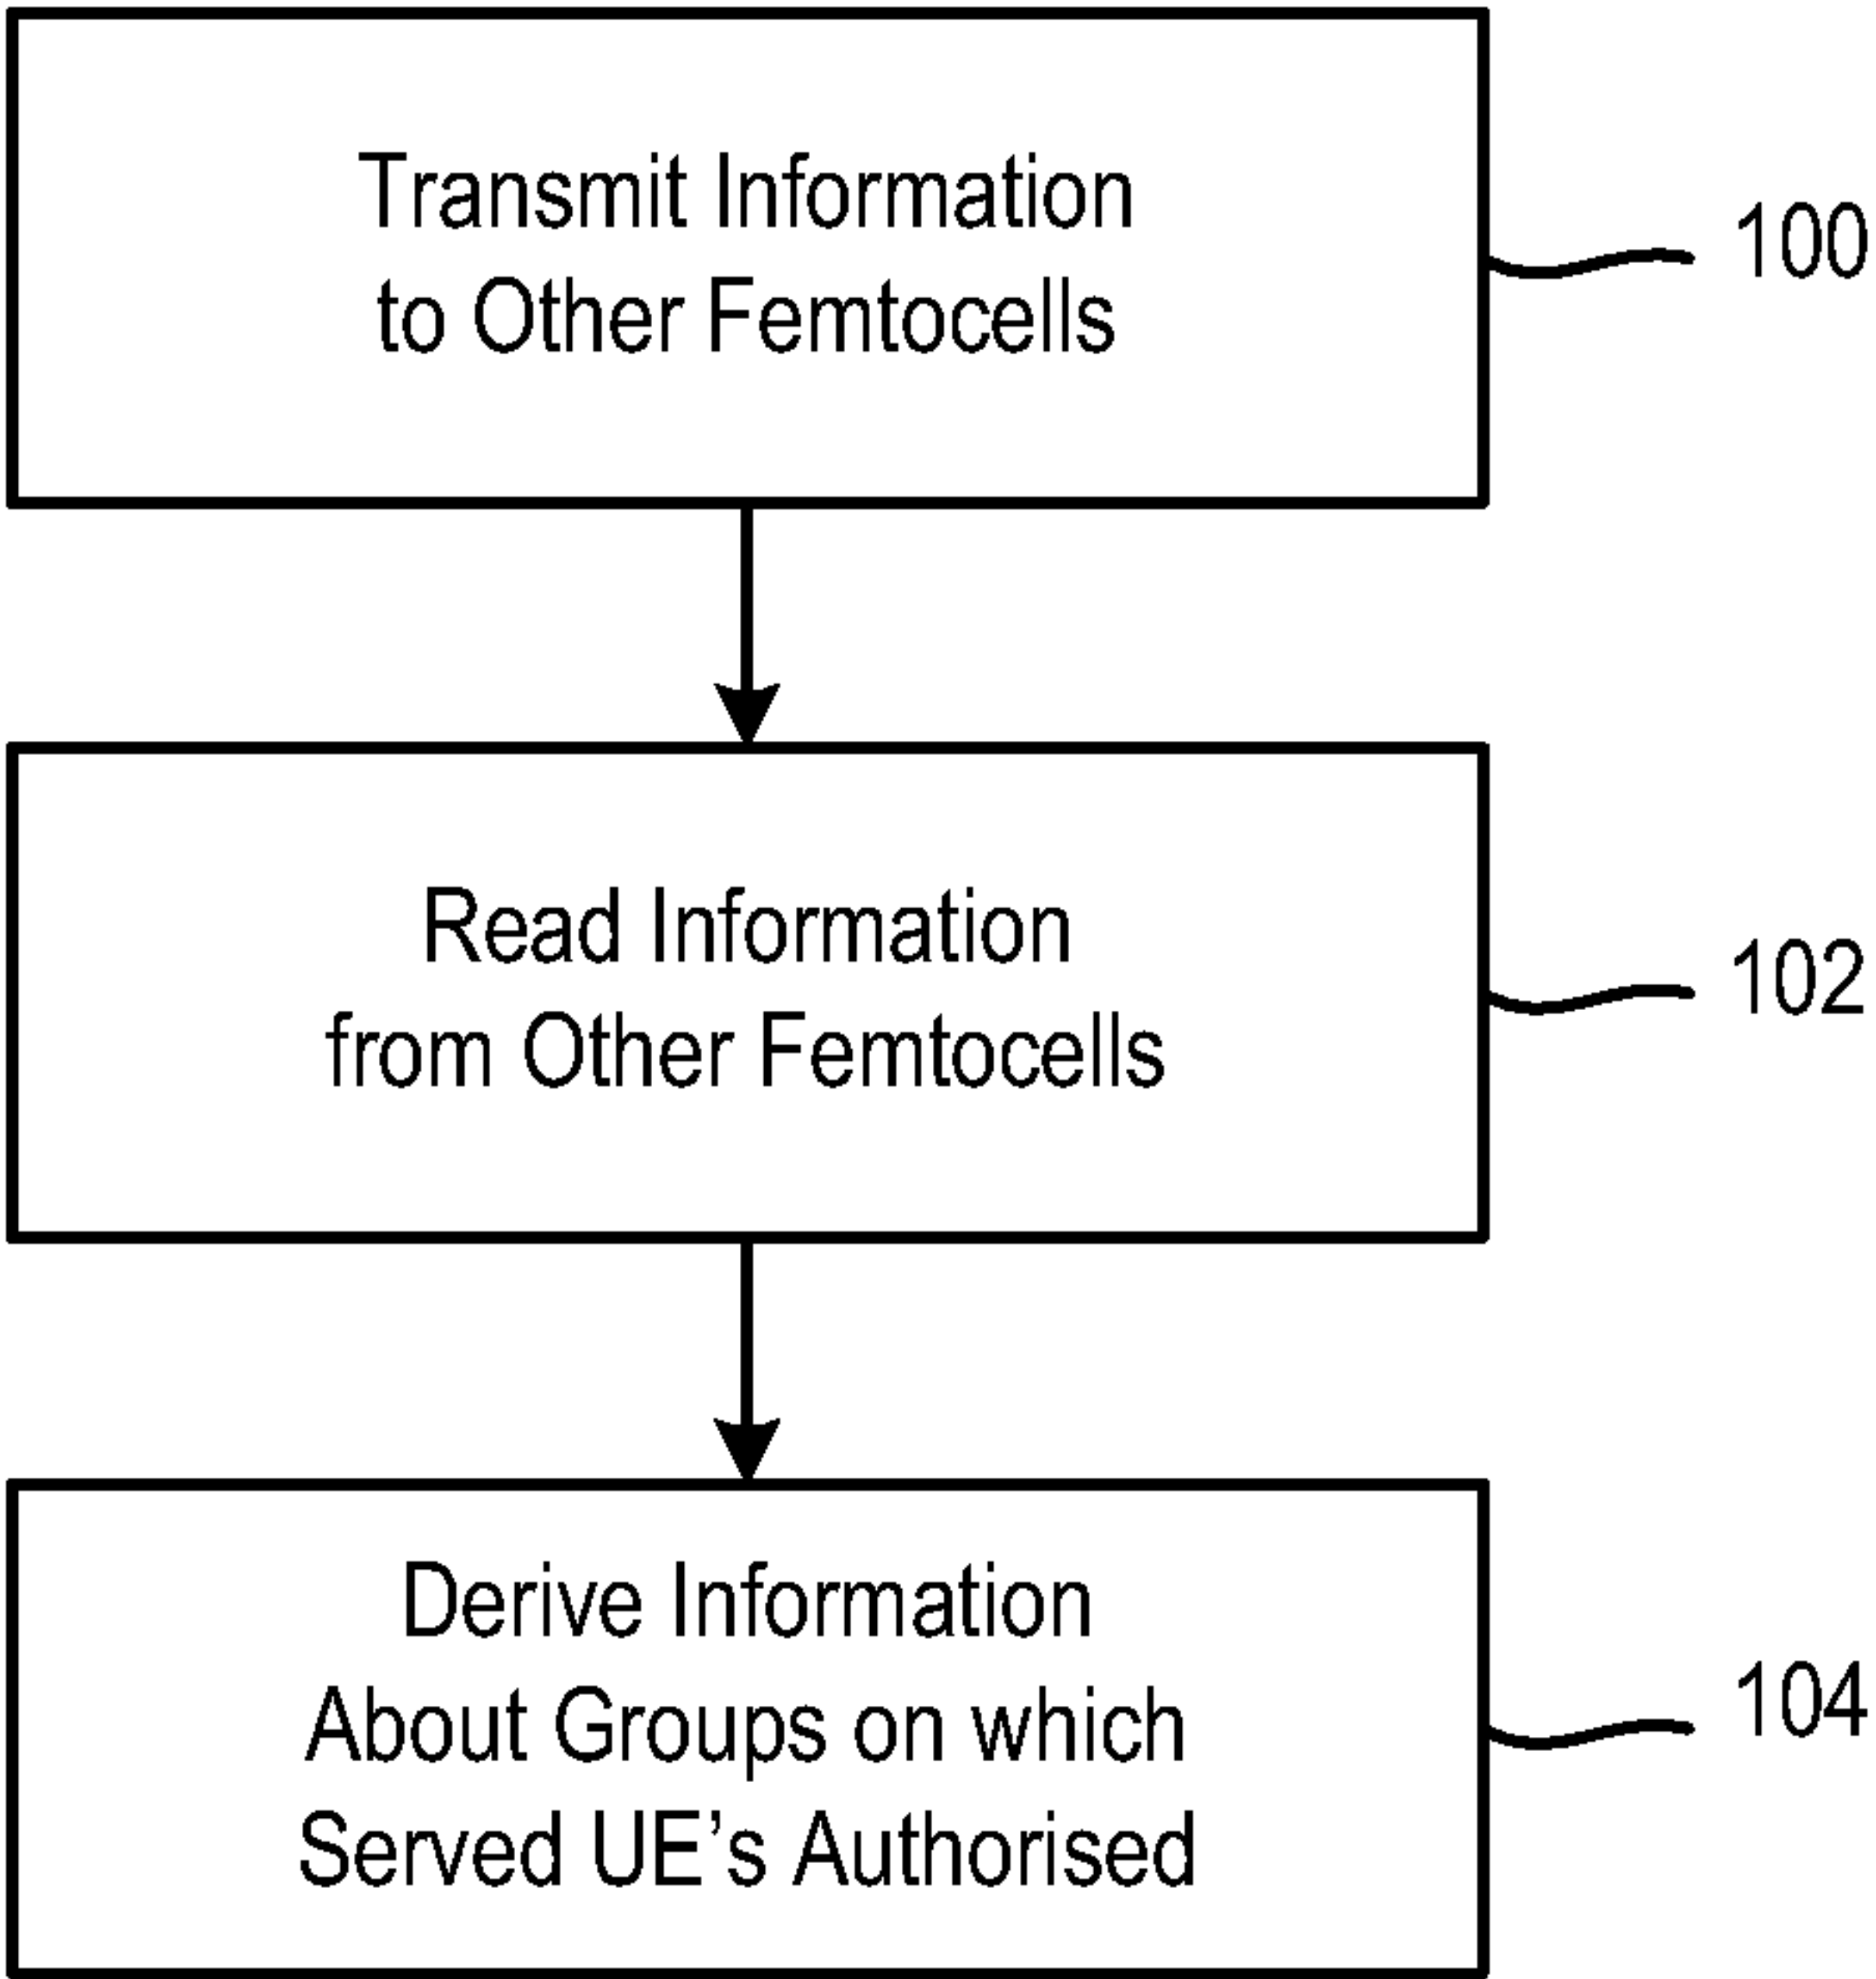 Transmit Information
to Other Femtocells
100
Read Information
from Other Femtocells
102
Derive Information
About Groups on which
Served UE's Authorised
104